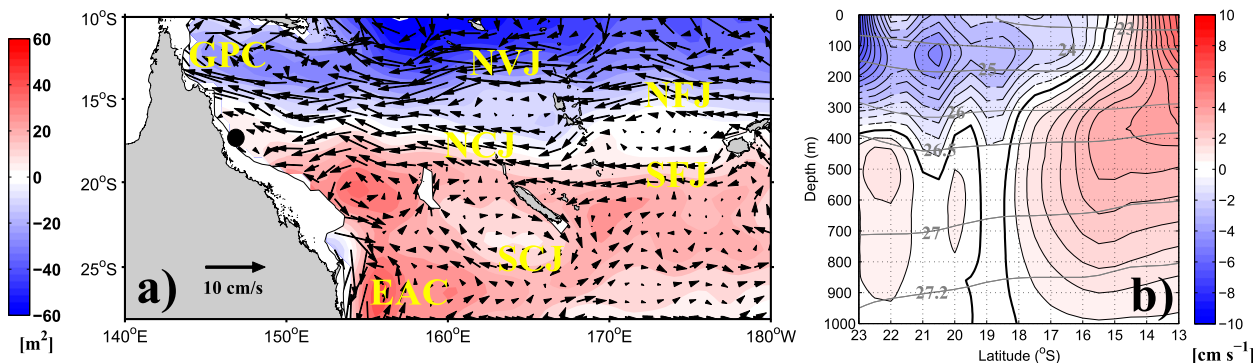 60
40
20
0
−20
−40
−60
[m²]
10°S
15°S
20°S
25°S
140°E
150°E
160°E
170°E
180°W
GPC
NVJ
NFJ
NCJ
SFJ
SCJ
EAC
10 cm/s
a)
0
100
200
300
400
500
600
700
800
900
1000
Depth (m)
23
22
21
20
19
18
17
16
15
14
13
Latitude (°S)
23
24
25
26
26.5
27
27.2
b)
10
8
6
4
2
0
−2
−4
−6
−8
−10
[cm s⁻¹]